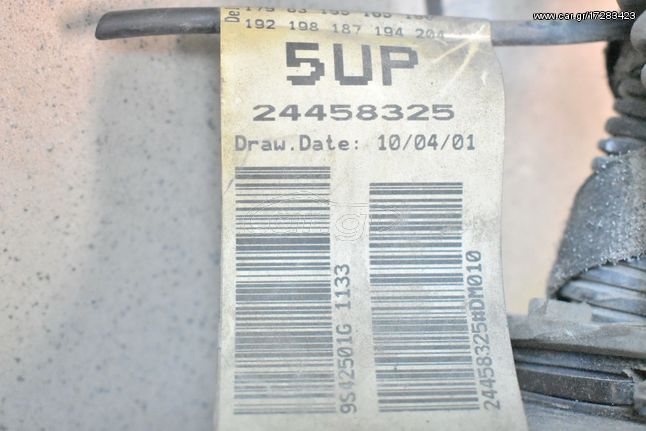 www.car.gr/17283423
192 198 187 194 204
5UP
24458325
Draw.Date: 10/04/01
9S42501G 1133
24458325#DM010